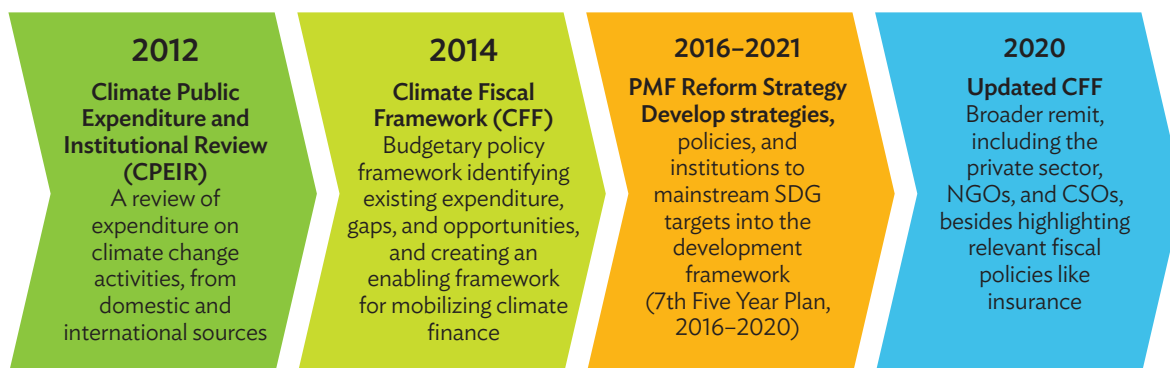 2012
Climate Public
Expenditure and
Institutional Review
(CPEIR)
A review of
expenditure on
climate change
activities, from
domestic and
international sources
2014
Climate Fiscal
Framework (CFF)
Budgetary policy
framework identifying
existing expenditure,
gaps, and opportunities,
and creating an
enabling framework
for mobilizing climate
finance
2016–2021
PMF Reform Strategy
Develop strategies,
policies, and
institutions to
mainstream SDG
targets into the
development
framework
(7th Five Year Plan,
2016–2020)
2020
Updated CFF
Broader remit,
including the
private sector,
NGOs, and CSOs,
besides highlighting
relevant fiscal
policies like
insurance